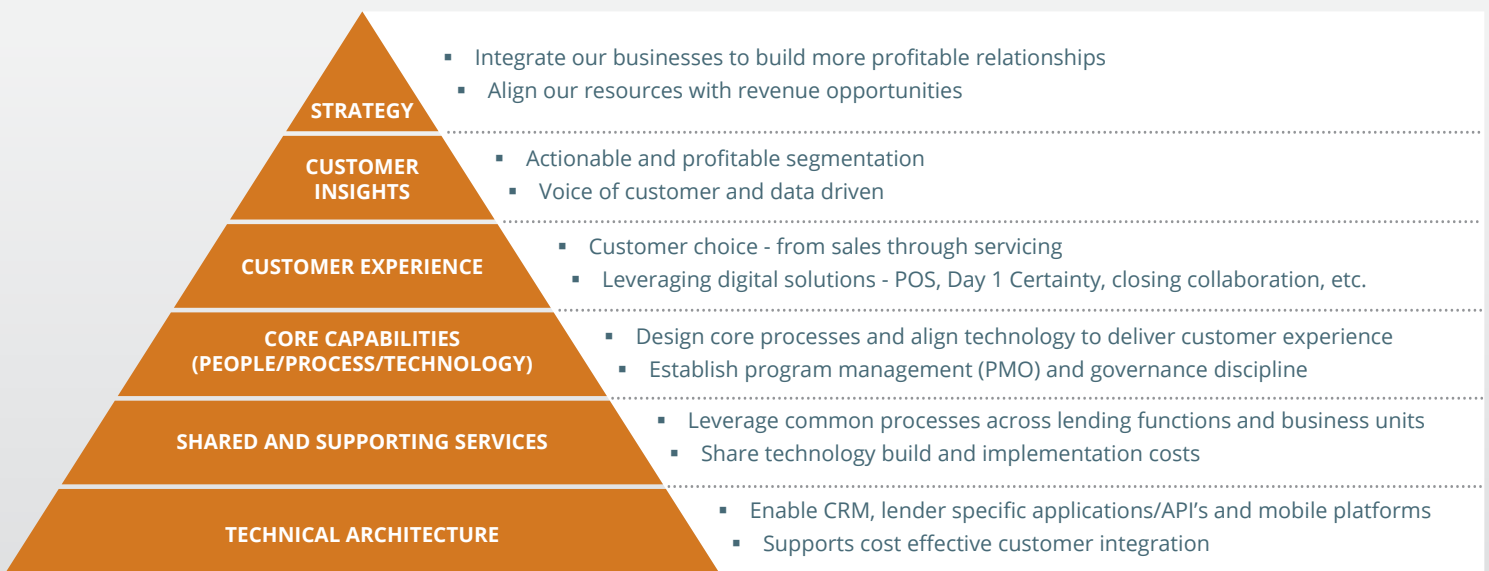 STRATEGY
▪ Integrate our businesses to build more profitable relationships
▪ Align our resources with revenue opportunities
CUSTOMER
INSIGHTS
▪ Actionable and profitable segmentation
▪ Voice of customer and data driven
CUSTOMER EXPERIENCE
▪ Customer choice - from sales through servicing
▪ Leveraging digital solutions - POS, Day 1 Certainty, closing collaboration, etc.
CORE CAPABILITIES
(PEOPLE/PROCESS/TECHNOLOGY)
▪ Design core processes and align technology to deliver customer experience
▪ Establish program management (PMO) and governance discipline
SHARED AND SUPPORTING SERVICES
▪ Leverage common processes across lending functions and business units
▪ Share technology build and implementation costs
TECHNICAL ARCHITECTURE
▪ Enable CRM, lender specific applications/API’s and mobile platforms
▪ Supports cost effective customer integration